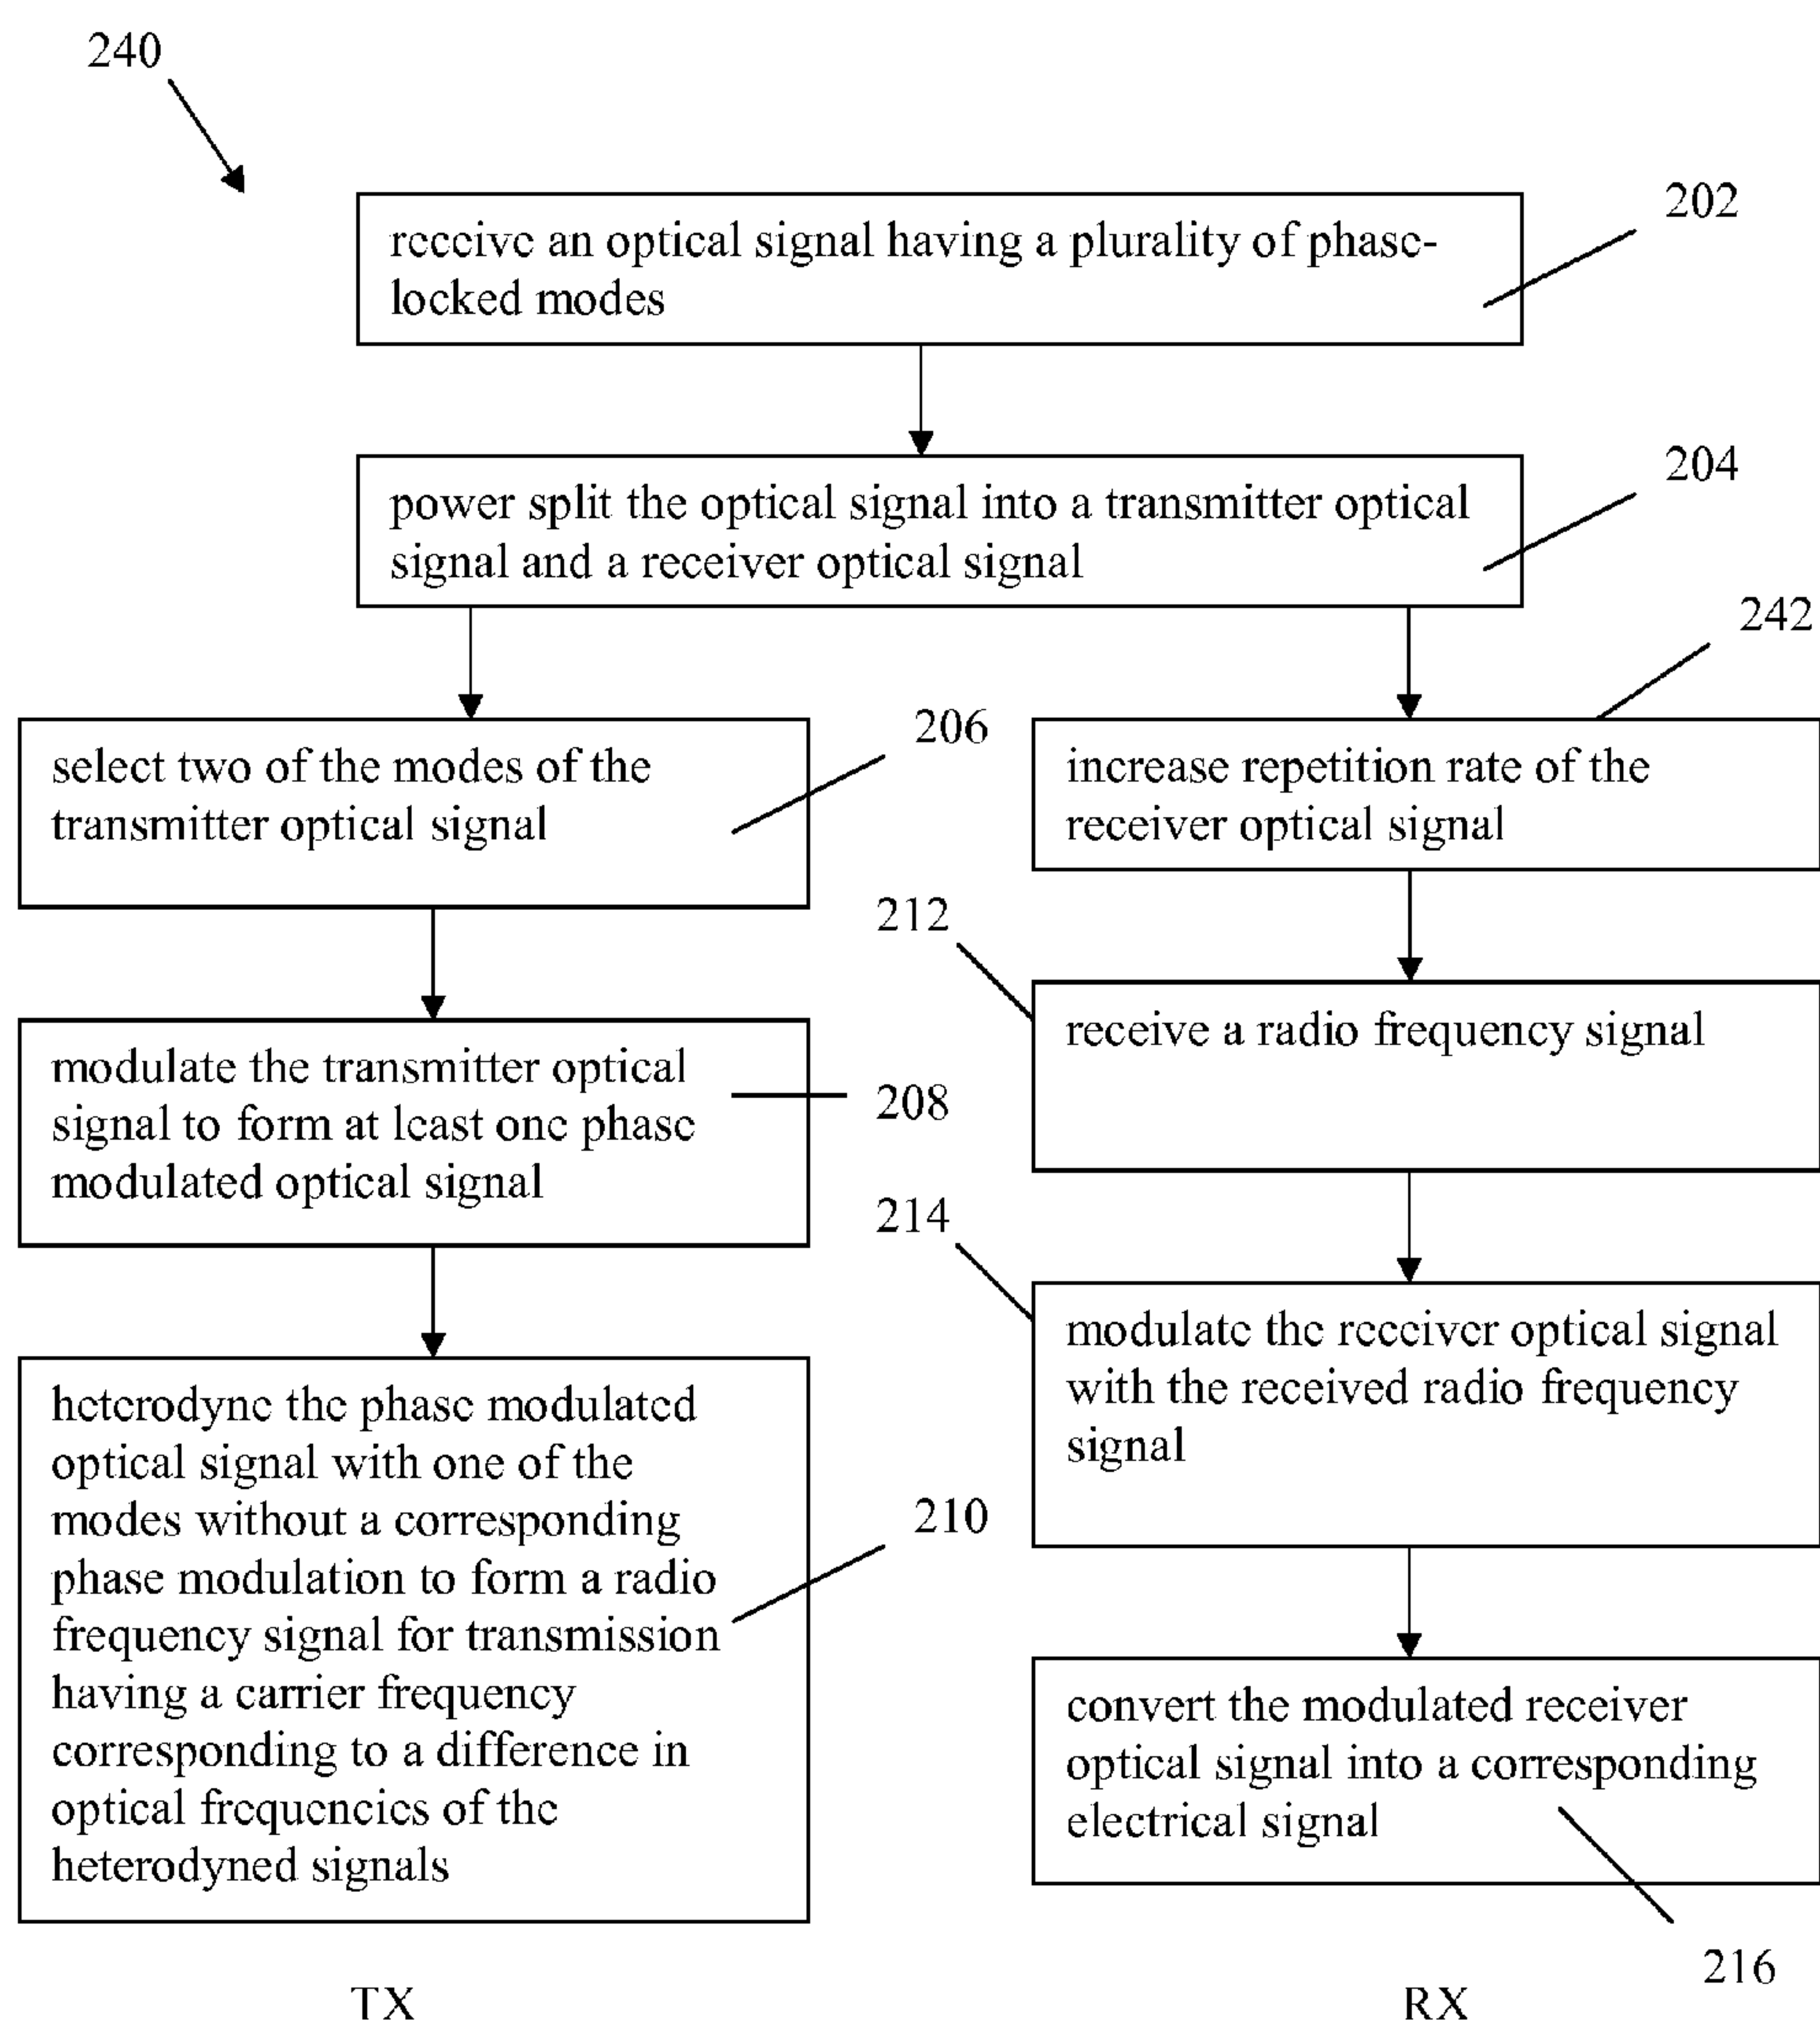 240
202
receive an optical signal having a plurality of phase-
locked modes
204
power split the optical signal into a transmitter optical
signal and a receiver optical signal
242
206
select two of the modes of the
transmitter optical signal
increase repetition rate of the
receiver optical signal
212
receive a radio frequency signal
modulate the transmitter optical
signal to form at least one phase
modulated optical signal
208
214
modulate the receiver optical signal
with the received radio frequency
signal
heterodyne the phase modulated
optical signal with one of the
modes without a corresponding
phase modulation to form a radio
frequency signal for transmission
having a carrier frequency
corresponding to a difference in
optical frequencies of the
heterodyned signals
210
convert the modulated receiver
optical signal into a corresponding
electrical signal
216
TX
RX